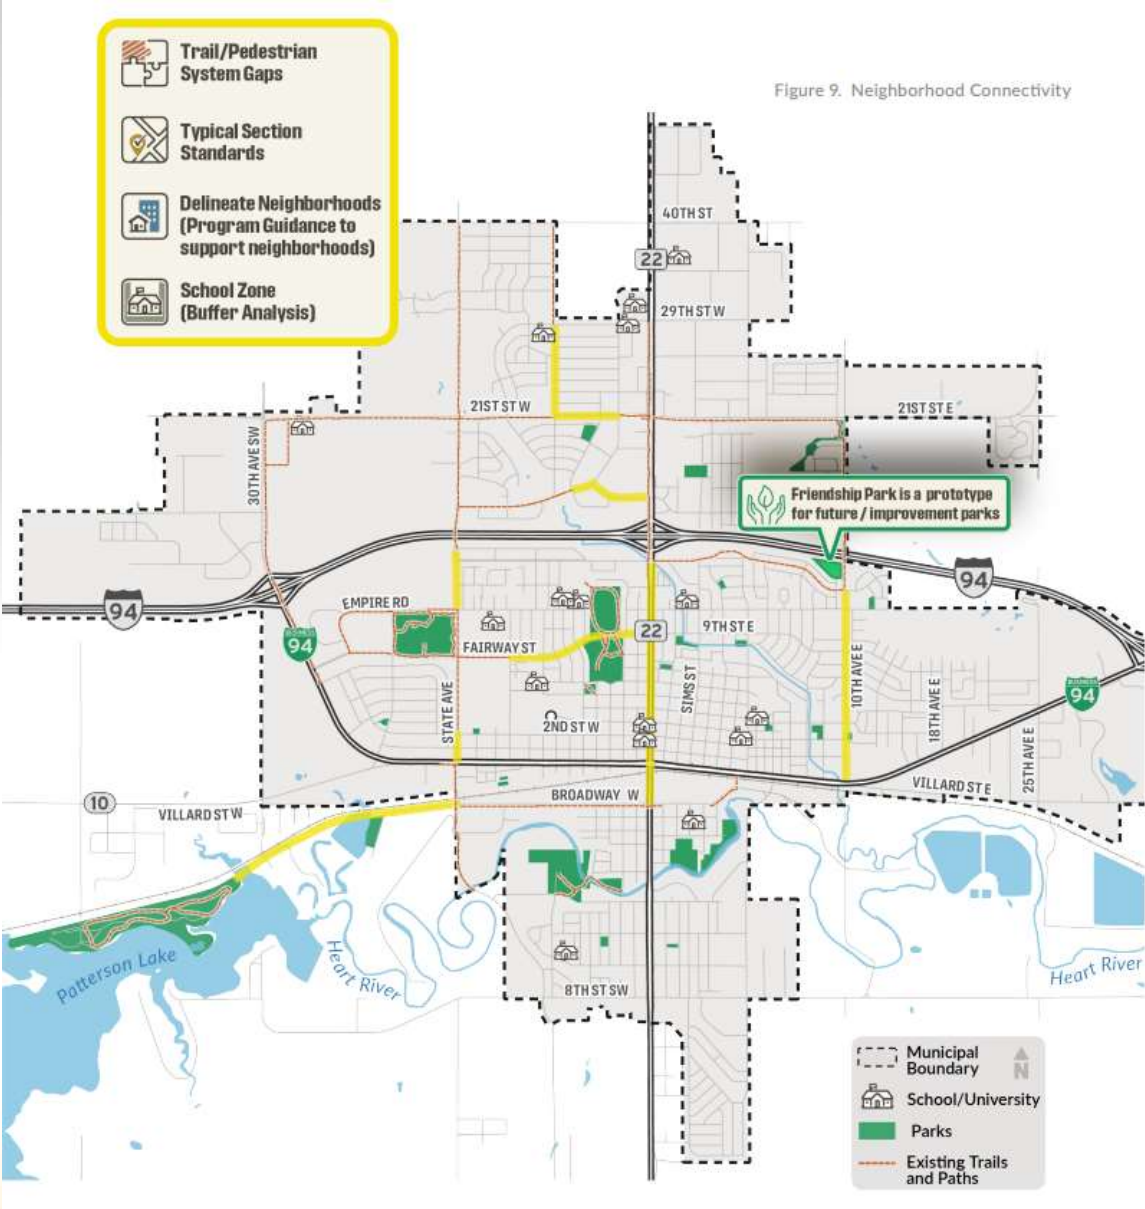 Trail/Pedestrian
System Gaps
Typical Section
Standards
Delineate Neighborhoods
(Program Guidance to
support neighborhoods)
School Zone
(Buffer Analysis)
Figure 9. Neighborhood Connectivity
40TH ST
22
29TH ST W
21ST ST W
21ST ST E
30TH AVE SW
Friendship Park is a prototype
for future / improvement parks
94
94
EMPIRE RD
BUSINESS
94
FAIRWAY ST
22
9TH ST E
STATE AVE
SIMS ST
10TH AVE E
18TH AVE E
25TH AVE E
BUSINESS
94
2ND ST W
BROADWAY W
VILLARD ST E
10
VILLARD ST W
Patterson Lake
Heart River
Heart River
8TH ST SW
Municipal
Boundary
N
School/University
Parks
Existing Trails
and Paths